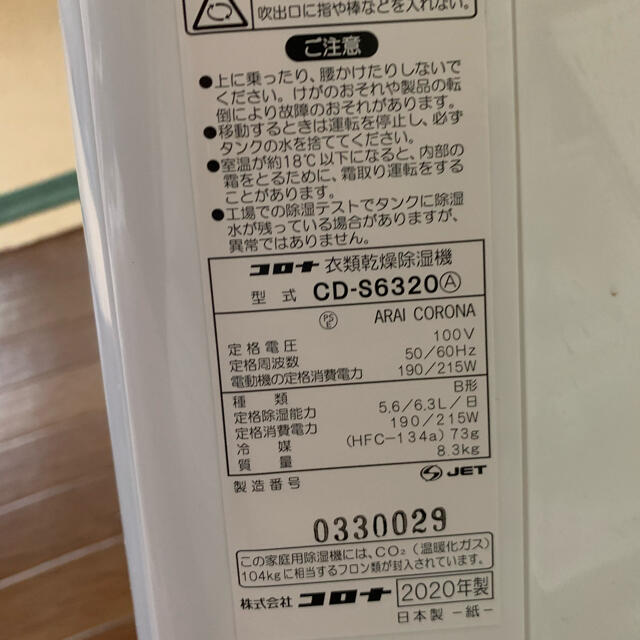 吹出口に指や棒などを入れない。
ご注意
●上に乗ったり、腰かけたりしないで
ください。けがのおそれや製品の転
倒により故障のおそれがあります。
●移動するときは運転を停止し、必ず
タンクの水を捨ててください。
●室温が約18℃以下になると、内部の
霜をとるために、霜取り運転をする
ことがあります。
●工場での除湿テストでタンクに除湿
水が残っている場合がありますが、
異常ではありません。
コロナ 衣類乾燥除湿機
型式 CD-S6320Ⓐ
PSE ARAI CORONA
定格電圧 100V
定格周波数 50/60Hz
電動機の定格消費電力 190/215W
種類 B形
定格除湿能力 5.6/6.3L/日
定格消費電力 190/215W
冷媒 (HFC-134a) 73g
質量 8.3kg
製造番号 JET
0330029
この家庭用除湿機には、CO₂(温暖化ガス)
104kgに相当するフロン類が封入されています。
株式会社 コロナ 2020年製
日本製 -紙-